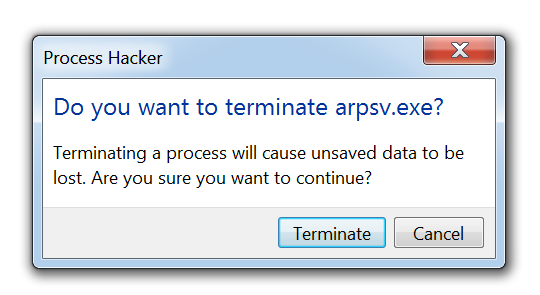 Process Hacker
Do you want to terminate arpsv.exe?
Terminating a process will cause unsaved data to be
lost. Are you sure you want to continue?
Terminate Cancel